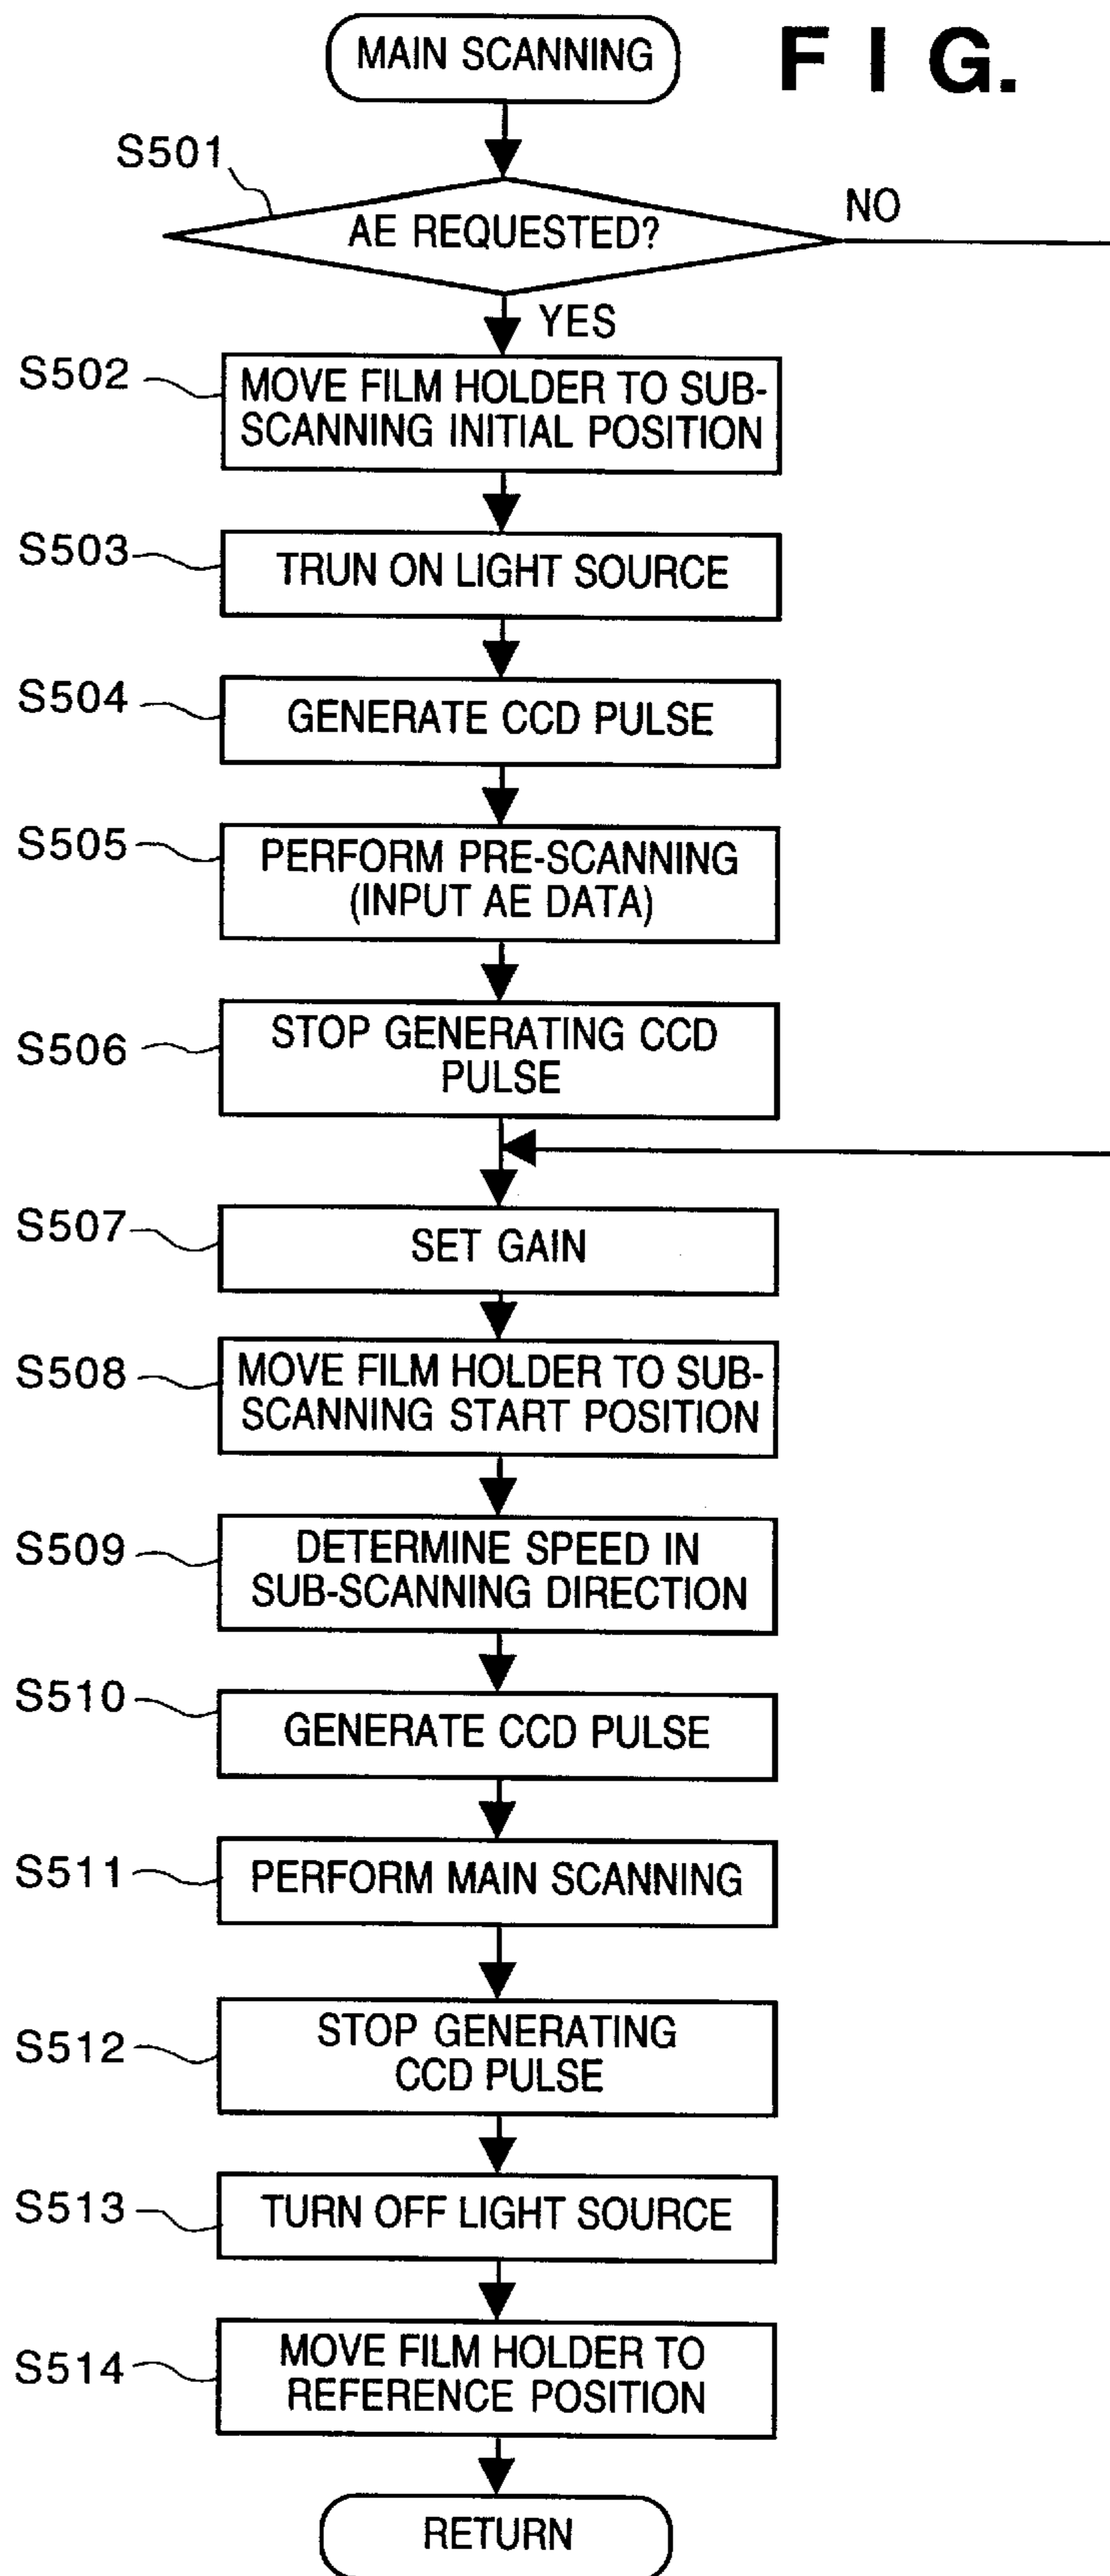 MAIN SCANNING
F I G.
S501
AE REQUESTED?
NO
YES
S502
MOVE FILM HOLDER TO SUB-
SCANNING INITIAL POSITION
S503
TRUN ON LIGHT SOURCE
S504
GENERATE CCD PULSE
S505
PERFORM PRE-SCANNING
(INPUT AE DATA)
S506
STOP GENERATING CCD
PULSE
S507
SET GAIN
S508
MOVE FILM HOLDER TO SUB-
SCANNING START POSITION
S509
DETERMINE SPEED IN
SUB-SCANNING DIRECTION
S510
GENERATE CCD PULSE
S511
PERFORM MAIN SCANNING
S512
STOP GENERATING
CCD PULSE
S513
TURN OFF LIGHT SOURCE
S514
MOVE FILM HOLDER TO
REFERENCE POSITION
RETURN